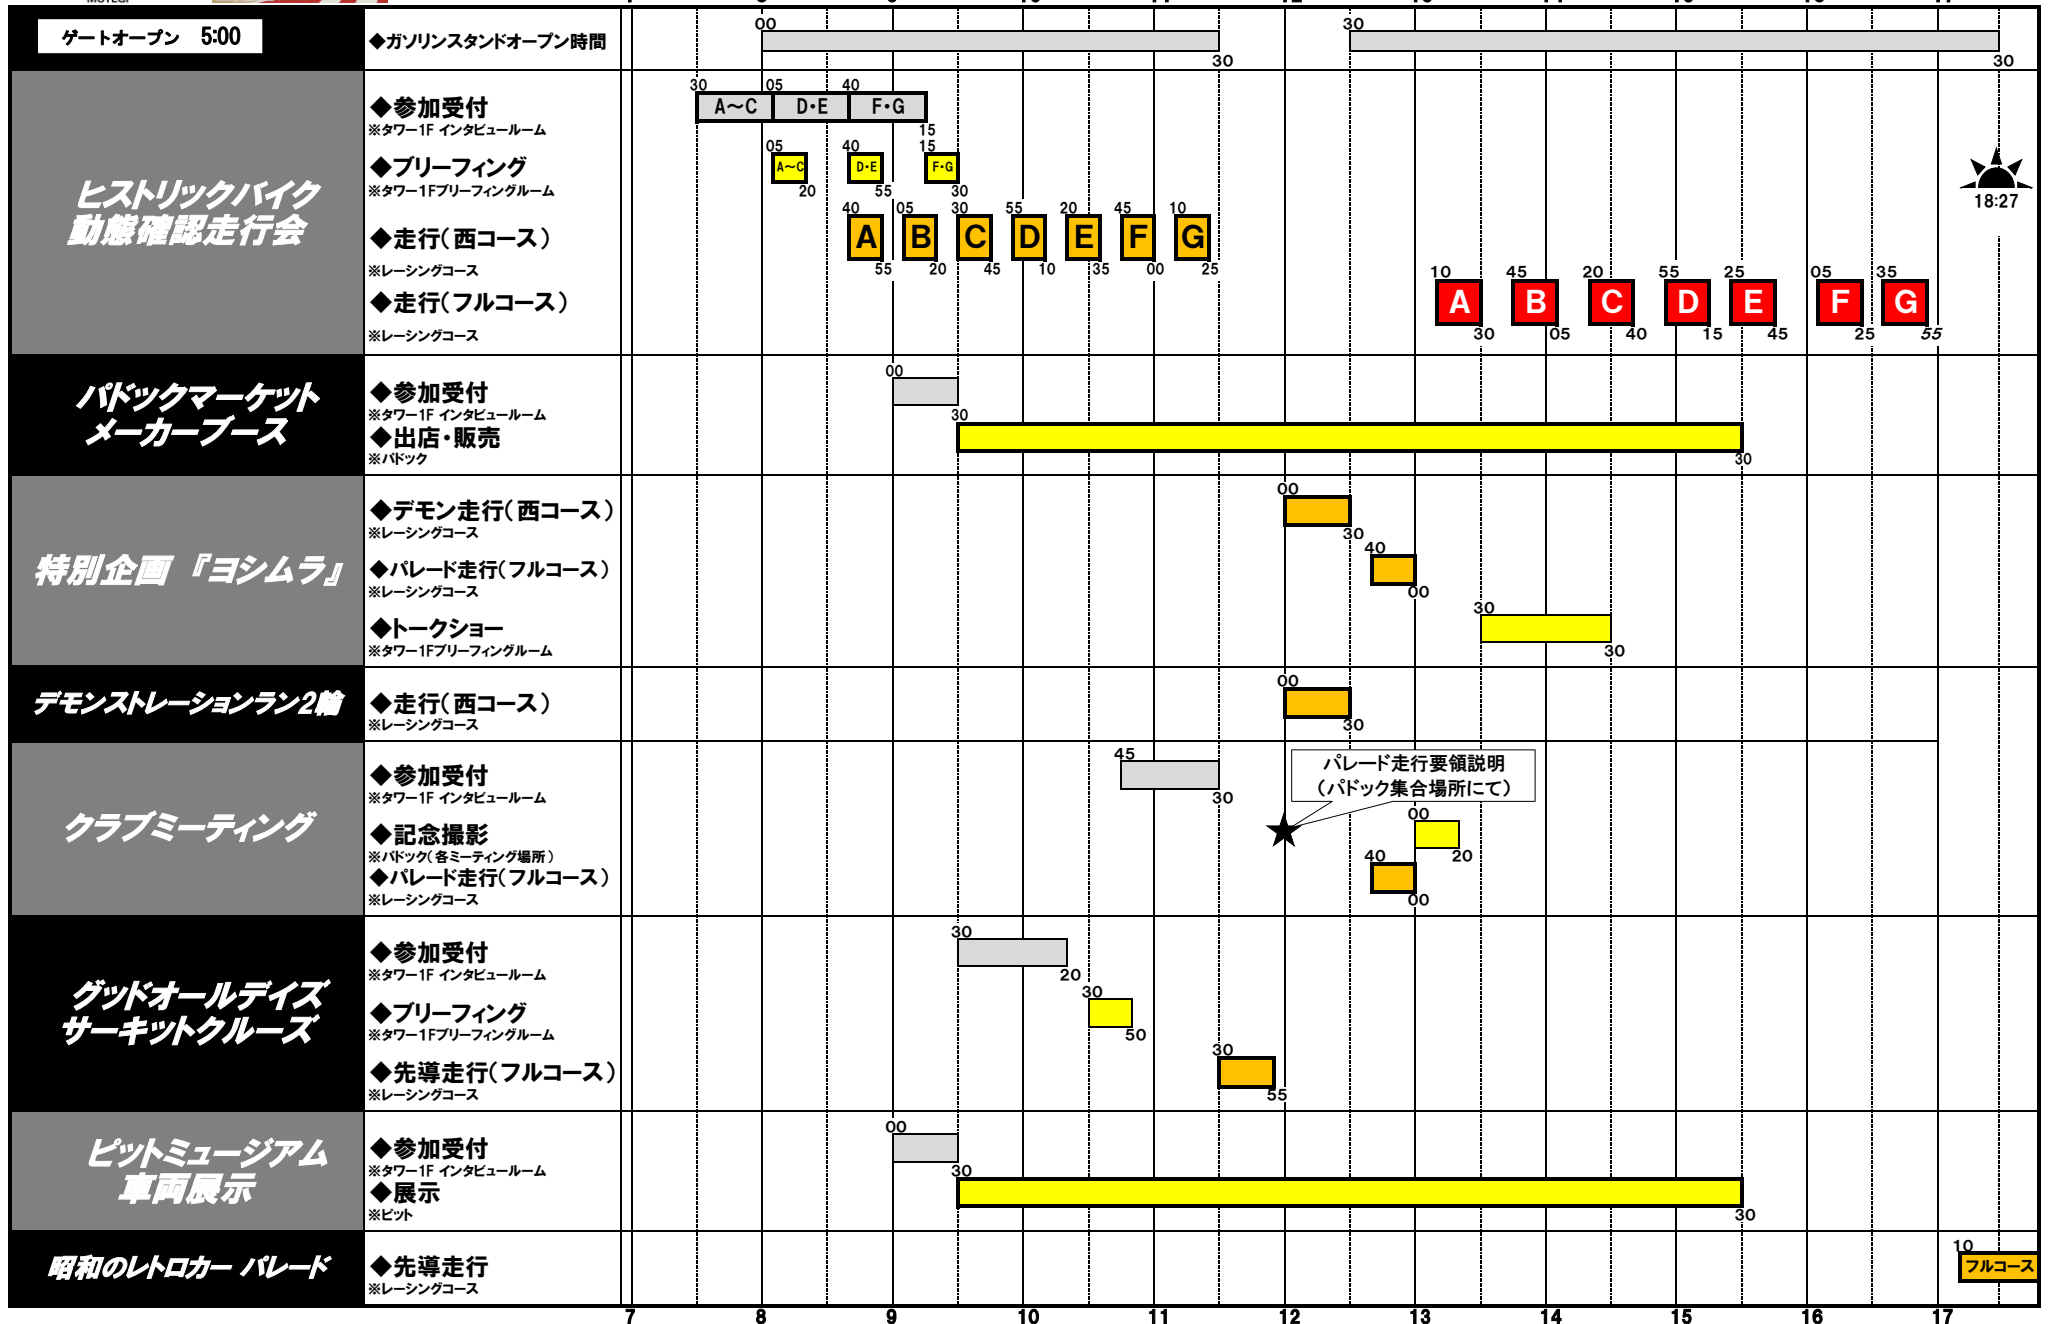 ゲートオープン 5:00
◆ガソリンスタンドオープン時間
00
30
30
30
ヒストリックバイク
動態確認走行会
◆参加受付
※タワー1F インタビュールーム
30 05 40
A～C D・E F・G
15
◆ブリーフィング
※タワー1Fブリーフィングルーム
05 40 15
A～C D・E F・G
20 55 30
◆走行(西コース)
※レーシングコース
40 05 30 55 20 45 10
A B C D E F G
55 20 45 10 35 00 25
◆走行(フルコース)
※レーシングコース
10 45 20 55 25 05 35
A B C D E F G
30 05 40 15 45 25 55
18:27
パドックマーケット
メーカーブース
◆参加受付
※タワー1F インタビュールーム
00
30
◆出店・販売
※パドック
30
特別企画『ヨシムラ』
◆デモン走行(西コース)
※レーシングコース
00
30
◆パレード走行(フルコース)
※レーシングコース
40
00
◆トークショー
※タワー1Fブリーフィングルーム
30
30
デモンストレーションラン2輪
◆走行(西コース)
※レーシングコース
00
30
クラブミーティング
◆参加受付
※タワー1F インタビュールーム
45
30
パレード走行要領説明
(パドック集合場所にて)
◆記念撮影
※パドック(各ミーティング場所)
00
20
◆パレード走行(フルコース)
※レーシングコース
40
00
グッドオールデイズ
サーキットクルーズ
◆参加受付
※タワー1F インタビュールーム
30
20
◆ブリーフィング
※タワー1Fブリーフィングルーム
30
50
◆先導走行(フルコース)
※レーシングコース
30
55
ピットミュージアム
車両展示
◆参加受付
※タワー1F インタビュールーム
00
30
◆展示
※ピット
30
昭和のレトロカー パレード
◆先導走行
※レーシングコース
10
フルコース
7 8 9 10 11 12 13 14 15 16 17